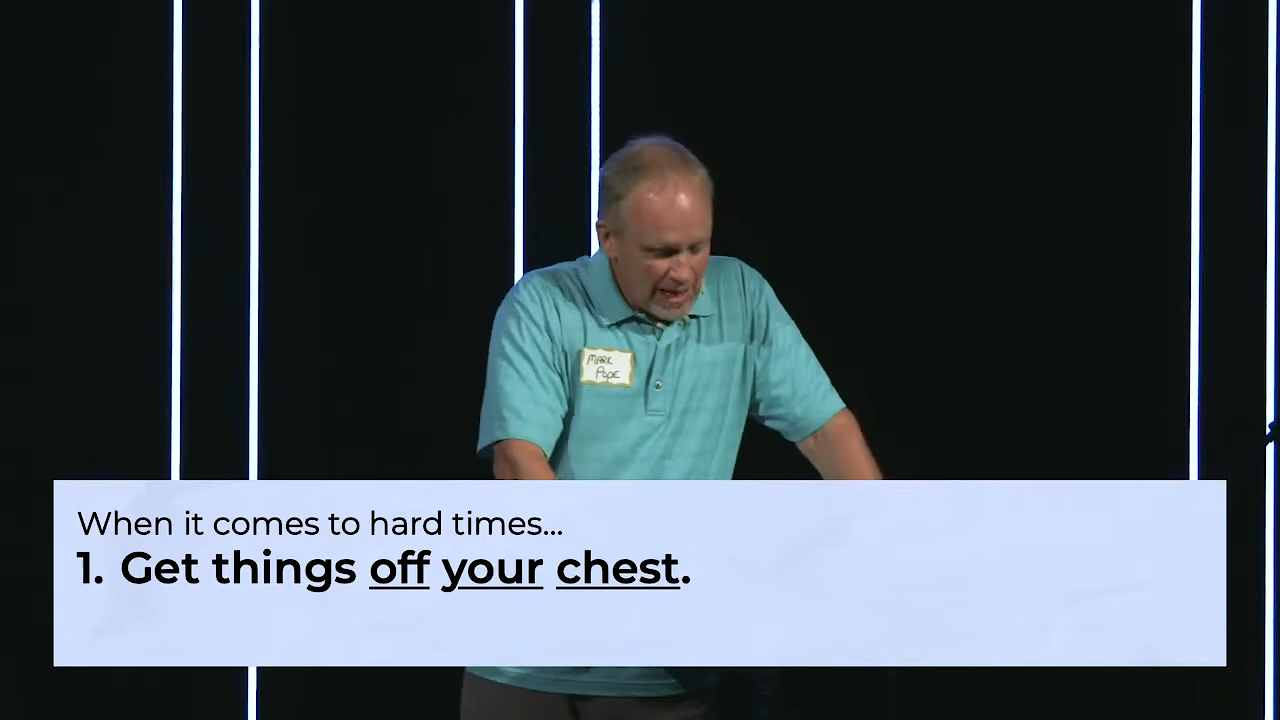 MARK
POPE
When it comes to hard times...
1. Get things off your chest.